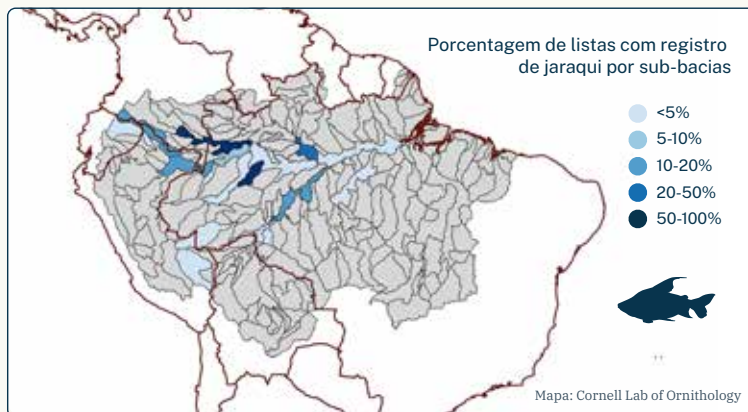 Porcentagem de listas com registro
de jaraqui por sub-bacias
<5%
5-10%
10-20%
20-50%
50-100%
Mapa: Cornell Lab of Ornithology